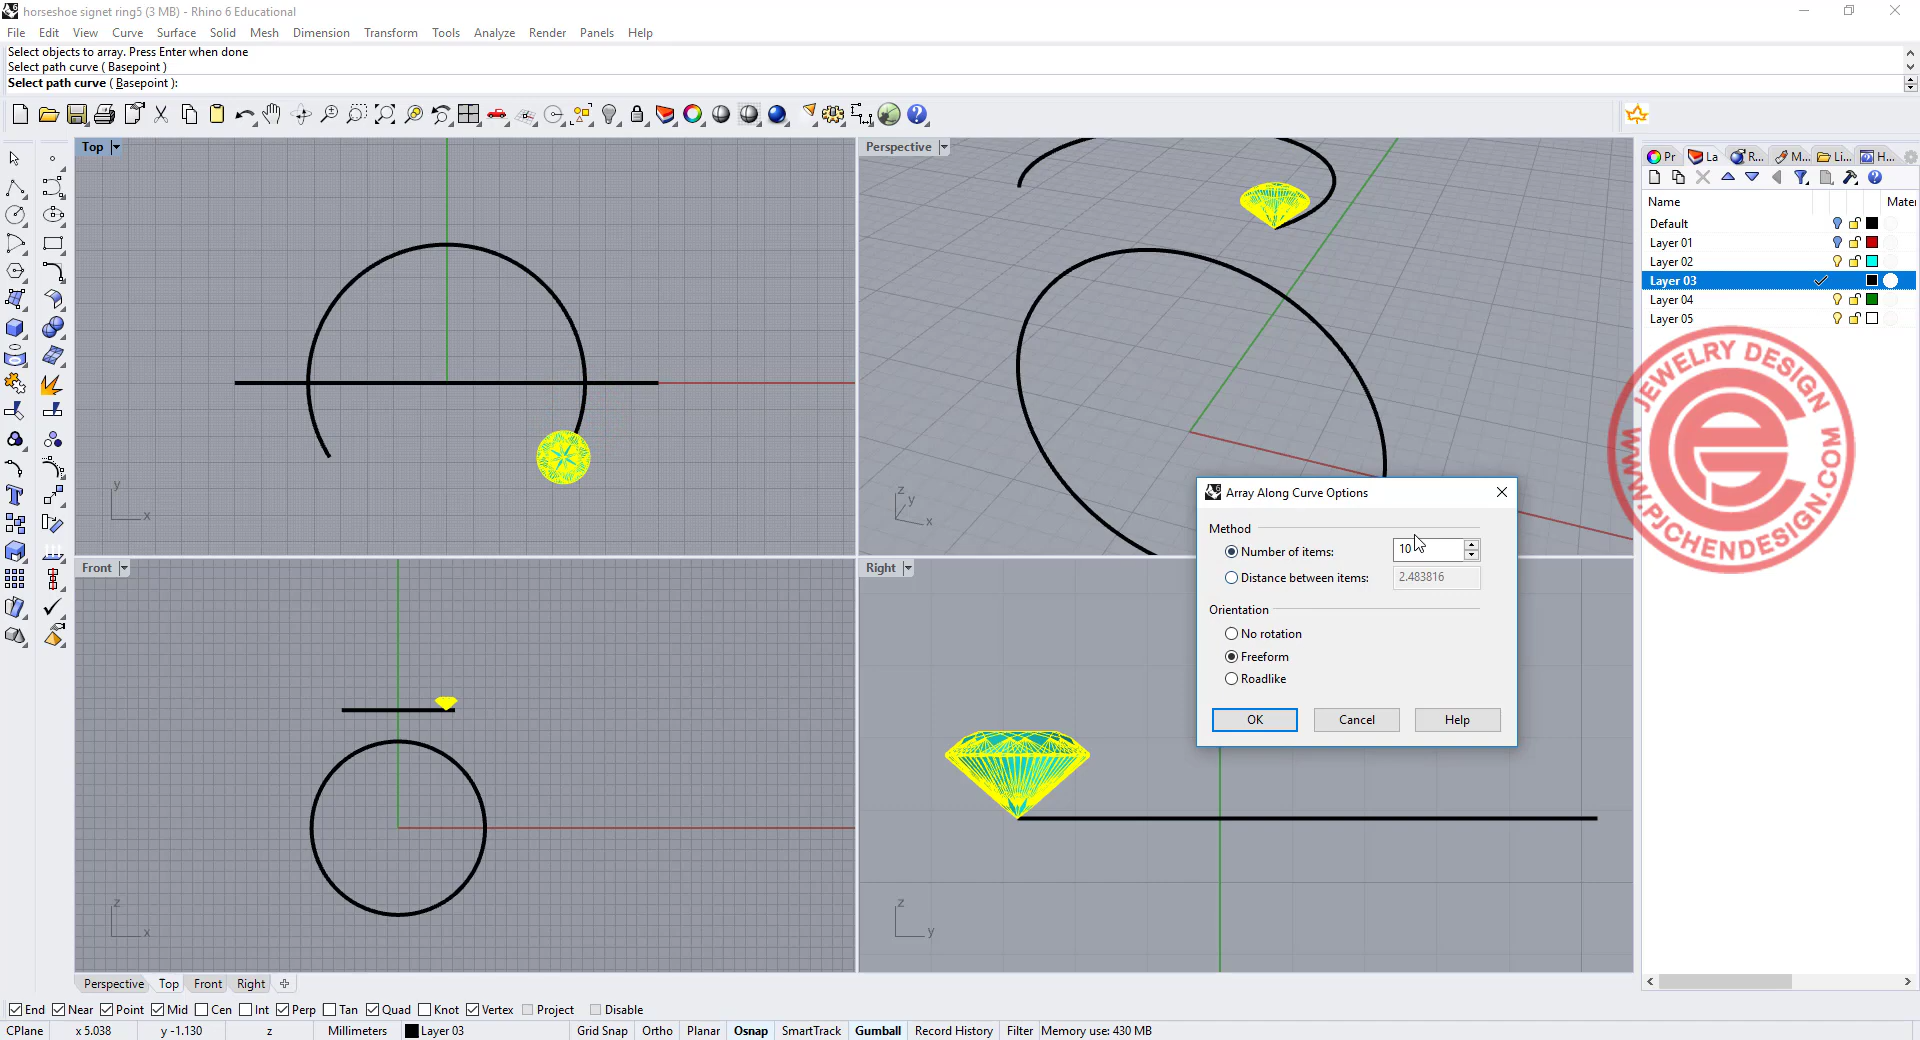 horseshoe signet ring5 (3 MB) - Rhino 6 Educational
File Edit View Curve Surface Solid Mesh Dimension Transform Tools Analyze Render Panels Help
Select objects to array. Press Enter when done
Select path curve ( Basepoint )
Select path curve ( Basepoint ):
Top
Perspective
Pr La R... M... Li... H...
Name Mater
Default
Layer 01
Layer 02
Layer 03
Layer 04
Layer 05
JEWELRY DESIGN
WWW.PJCHENDESIGN.COM
y
x
z
y
x
Array Along Curve Options
Method
Number of items: 10
Distance between items: 2.483816
Orientation
No rotation
Freeform
Roadlike
OK Cancel Help
Front
Right
z
x
z
y
Perspective Top Front Right
End Near Point Mid Cen Int Perp Tan Quad Knot Vertex Project Disable
CPlane x 5.038 y -1.130 z Millimeters Layer 03 Grid Snap Ortho Planar Osnap SmartTrack Gumball Record History Filter Memory use: 430 MB